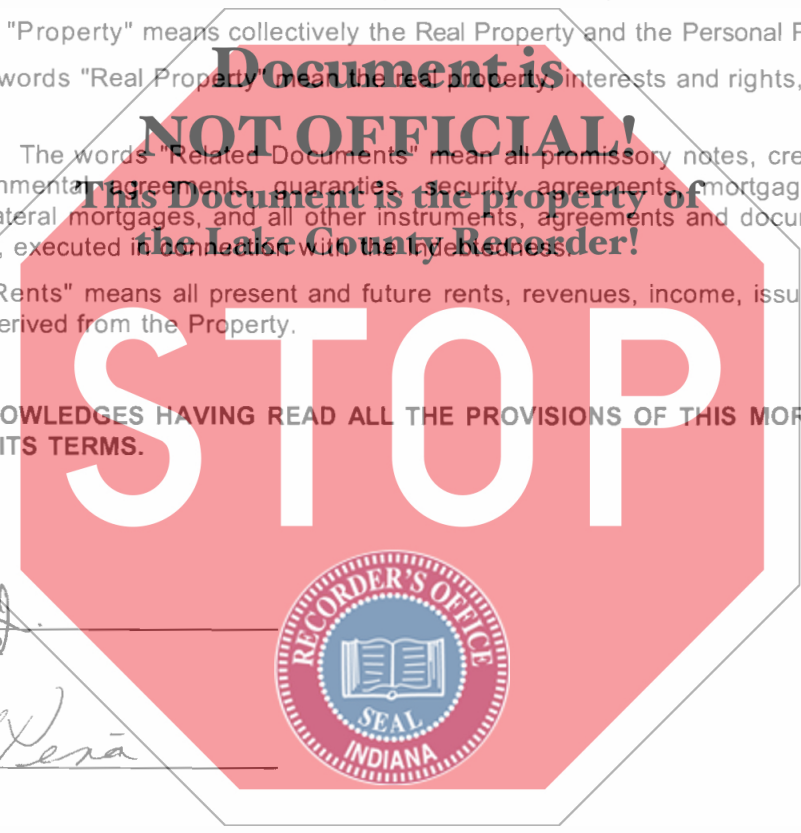 "Property" means collectively the Real Property and the Personal P
words "Real Property" mean the real property, interests and rights,
Document is
NOT OFFICIAL!
The words "Related Documents" mean all promissory notes, cre
nmental agreements, guaranties, security agreements, mortgag
This Document is the property of
ateral mortgages, and all other instruments, agreements and docum
, executed in connection with the Indebtedness.
the Lake County Recorder!
Rents" means all present and future rents, revenues, income, issu
erived from the Property.
STOP
OWLEDGES HAVING READ ALL THE PROVISIONS OF THIS MOR
ITS TERMS.
RECORDER'S OFFICE
SEAL
INDIANA